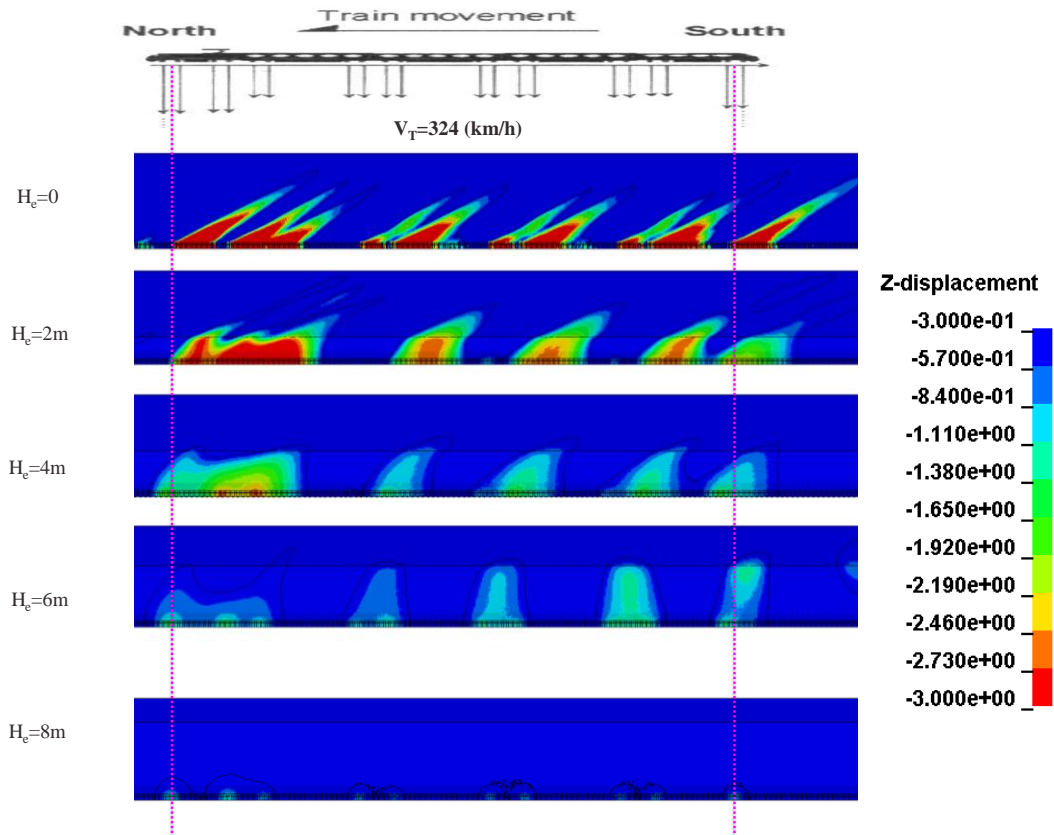 Train movement
North South
V_T=324 (km/h)
H_e=0
H_e=2m
H_e=4m
H_e=6m
H_e=8m
Z-displacement
-3.000e-01
-5.700e-01
-8.400e-01
-1.110e+00
-1.380e+00
-1.650e+00
-1.920e+00
-2.190e+00
-2.460e+00
-2.730e+00
-3.000e+00